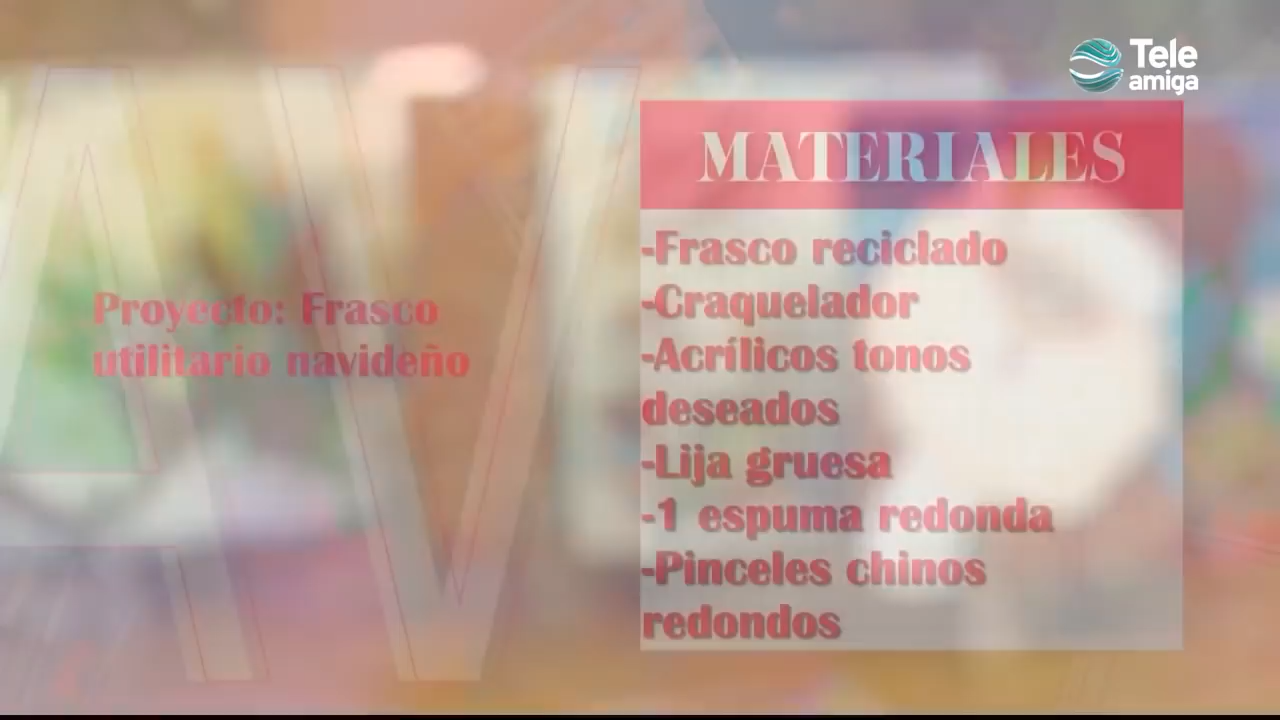 Tele
amiga
MATERIALES
-Frasco reciclado
-Craquelador
-Acrílicos tonos
deseados
-Lija gruesa
-1 espuma redonda
-Pinceles chinos
redondos
Proyecto: Frasco
utilitario navideño
AV